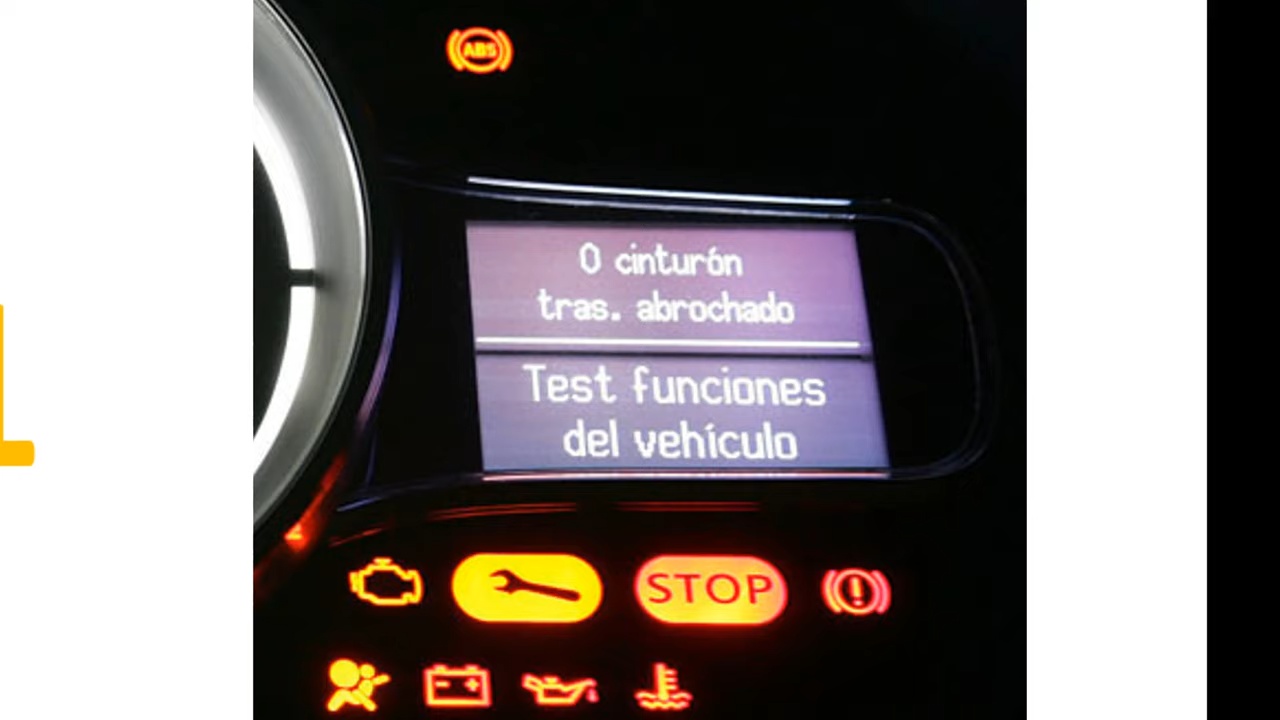 ABS
0 cinturón
tras. abrochado
Test funciones
del vehículo
STOP